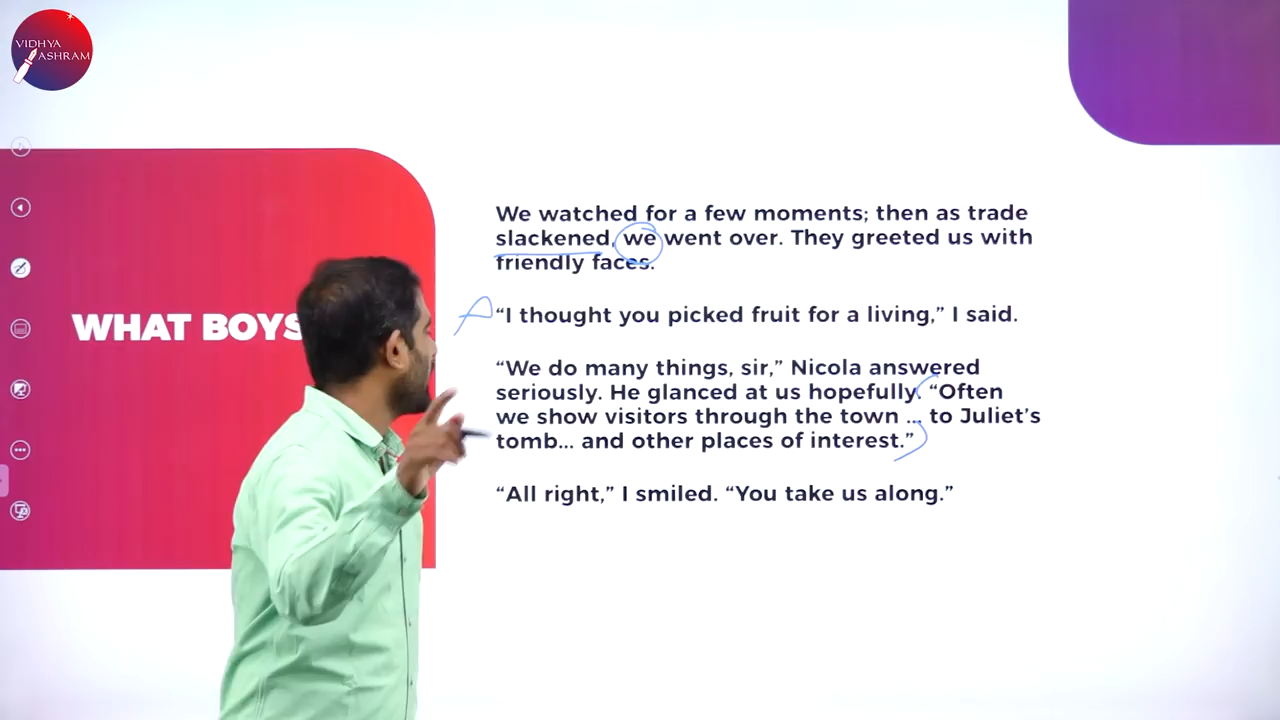 VIDHYA
ASHRAM
WHAT BOYS
We watched for a few moments; then as trade
slackened, we went over. They greeted us with
friendly faces.
“I thought you picked fruit for a living,” I said.
“We do many things, sir,” Nicola answered
seriously. He glanced at us hopefully. “Often
we show visitors through the town ... to Juliet’s
tomb... and other places of interest.”
“All right,” I smiled. “You take us along.”